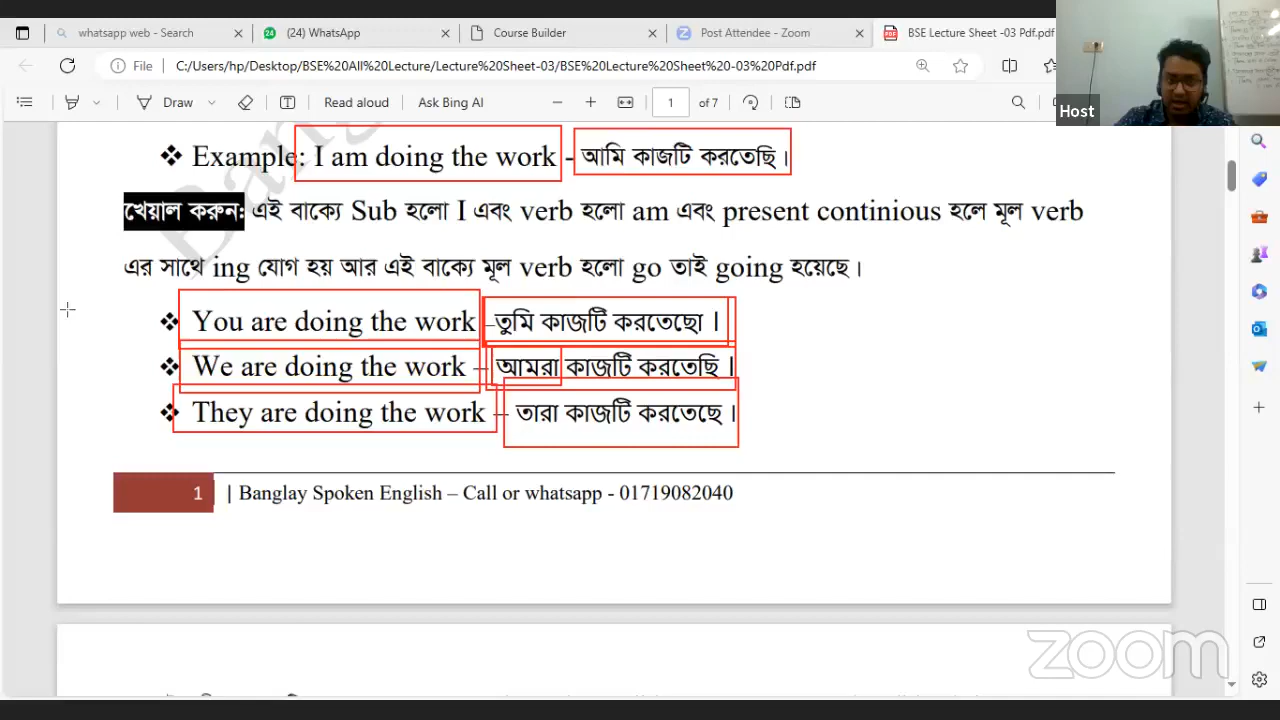 whatsapp web - Search
(24) WhatsApp
Course Builder
Post Attendee - Zoom
BSE Lecture Sheet -03 Pdf.pdf
File
C:/Users/hp/Desktop/BSE%20All%20Lecture/Lecture%20Sheet-03/BSE%20Lecture%20Sheet%20-03%20Pdf.pdf
Draw
Read aloud
Ask Bing AI
1 of 7
Host
❖ Example: I am doing the work - আমি কাজটি করতেছি।
খেয়াল করুন: এই বাক্যে Sub হলো I এবং verb হলো am এবং present continious হলে মূল verb
এর সাথে ing যোগ হয় আর এই বাক্যে মূল verb হলো go তাই going হয়েছে।
❖ You are doing the work –তুমি কাজটি করতেছো।
❖ We are doing the work – আমরা কাজটি করতেছি।
❖ They are doing the work – তারা কাজটি করতেছে।
1 | Banglay Spoken English – Call or whatsapp - 01719082040
zoom